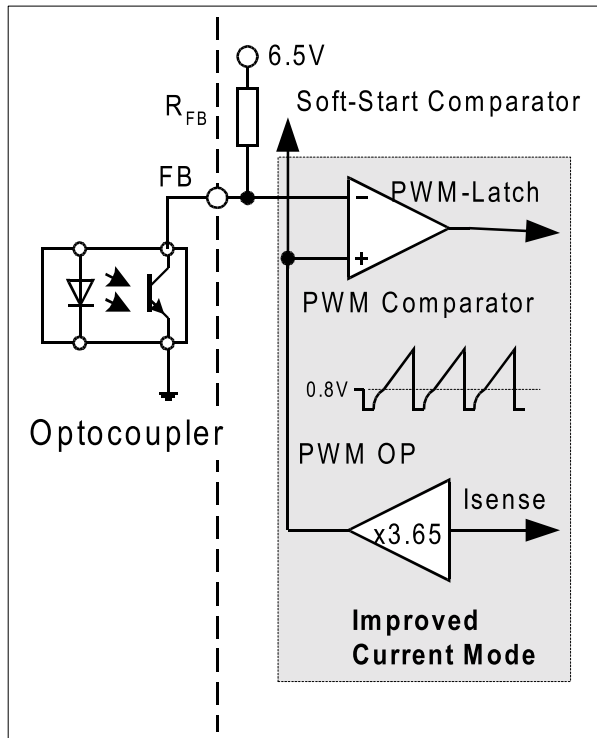 6.5V
R_FB
Soft-Start Comparator
FB
PWM-Latch
PWM Comparator
0.8V
Optocoupler
PWM OP
Isense
x3.65
Improved
Current Mode